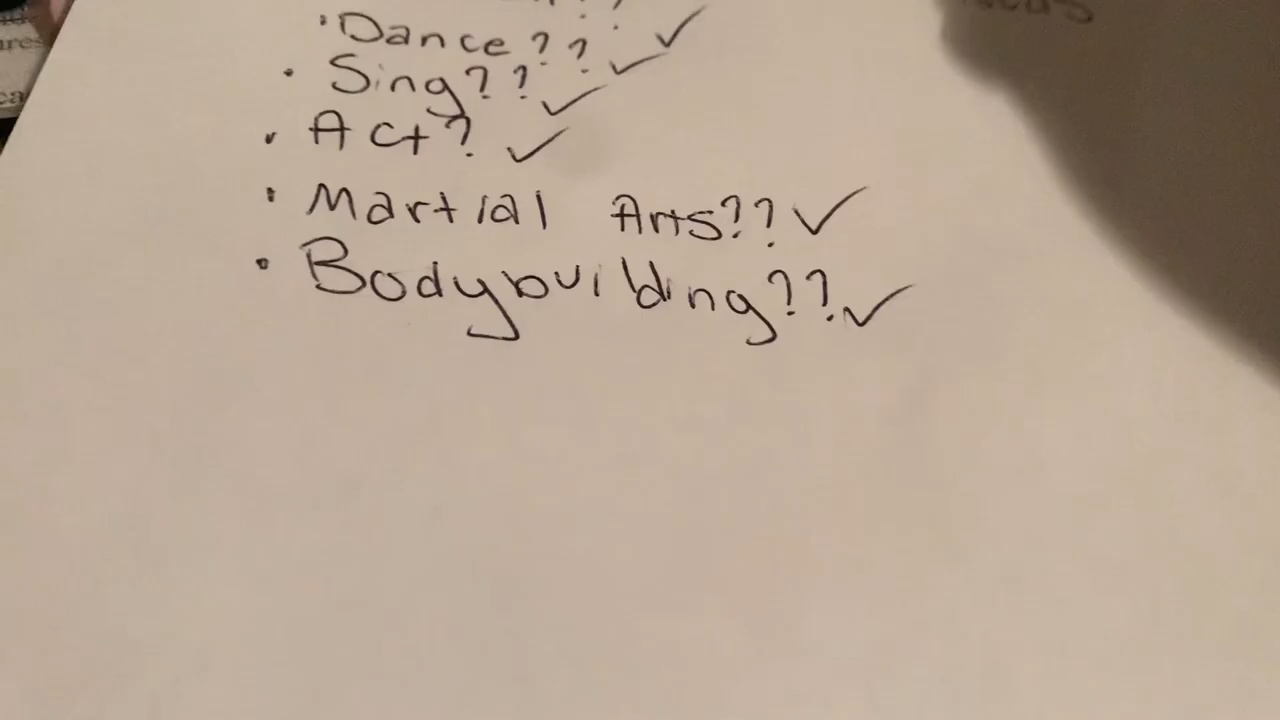 • Dance?? ✓
• Sing?? ✓
• Act? ✓
• Martial Arts?? ✓
• Bodybuilding?? ✓